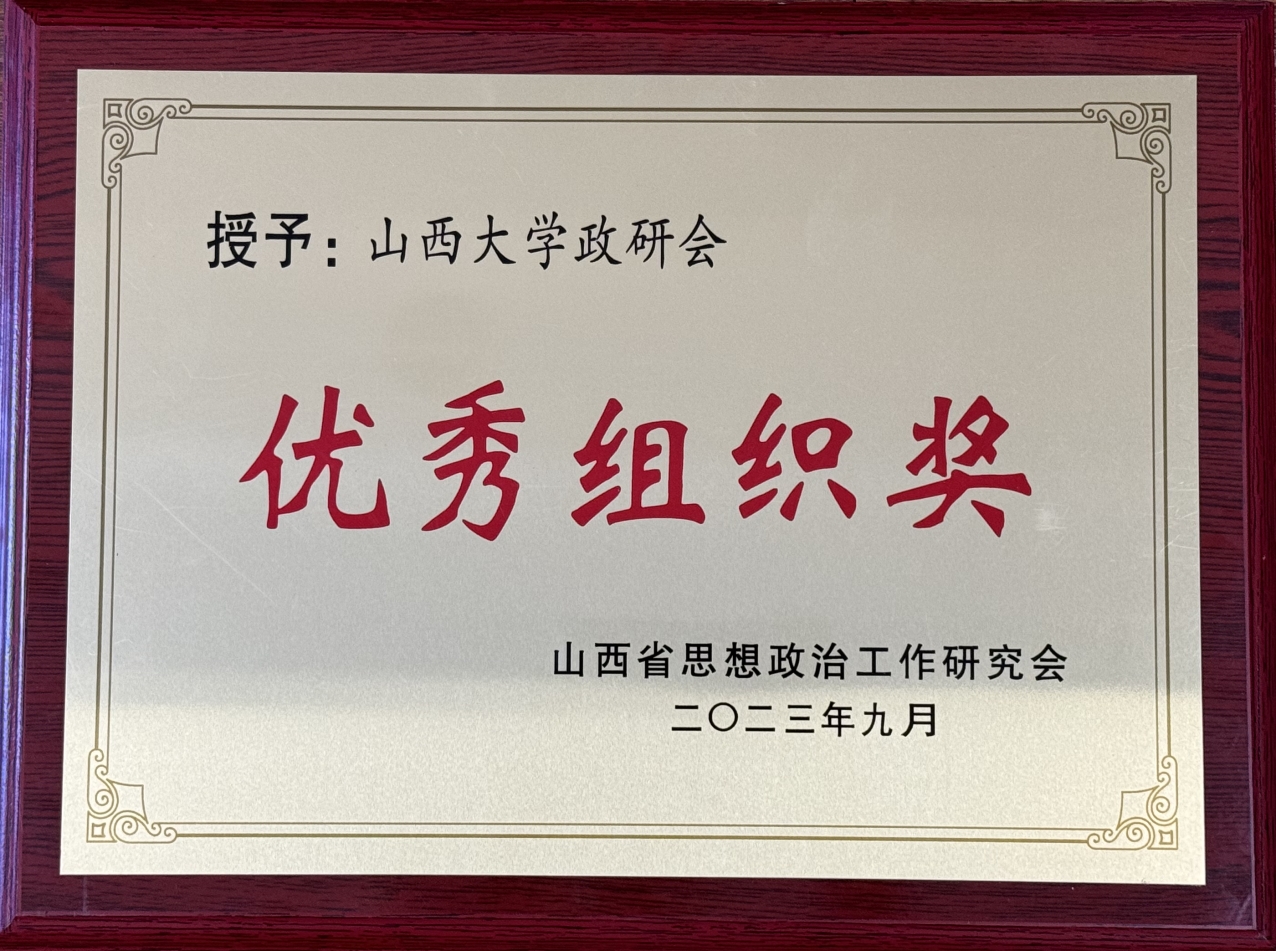 授予：山西大学政研会
优秀组织奖
山西省思想政治工作研究会
二〇二三年九月